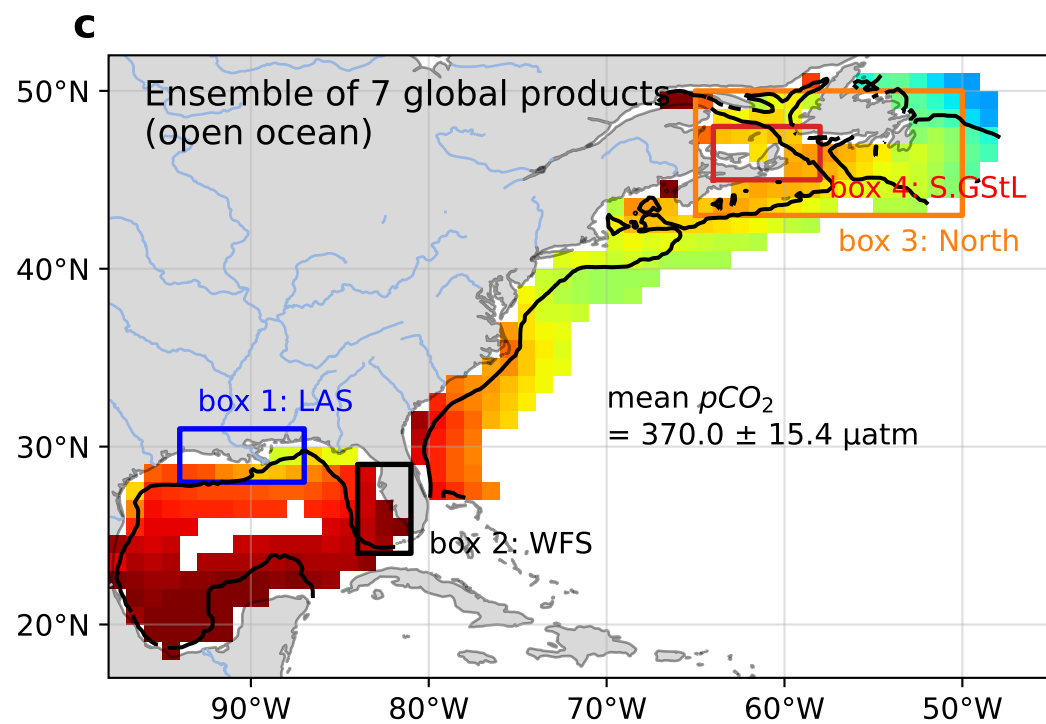 c
50°N
Ensemble of 7 global products
(open ocean)
box 4: S.GStL
box 3: North
40°N
box 1: LAS
mean pCO₂
= 370.0 ± 15.4 µatm
30°N
box 2: WFS
20°N
90°W
80°W
70°W
60°W
50°W